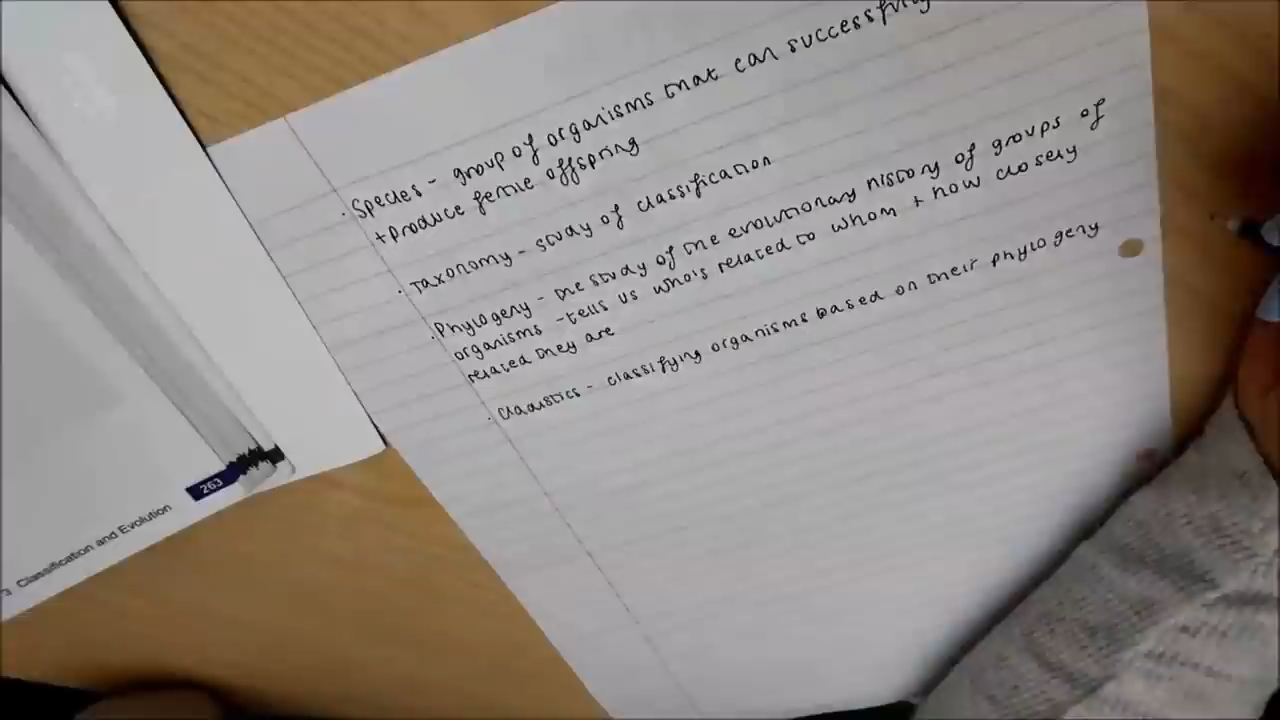 · Species - group of organisms that can successfully
+ produce fertile offspring
· Taxonomy - study of classification
· Phylogeny - the study of the evolutionary history of groups of
organisms - tells us who's related to whom + how closely
related they are
· Cladistics - classifying organisms based on their phylogeny
263
Classification and Evolution